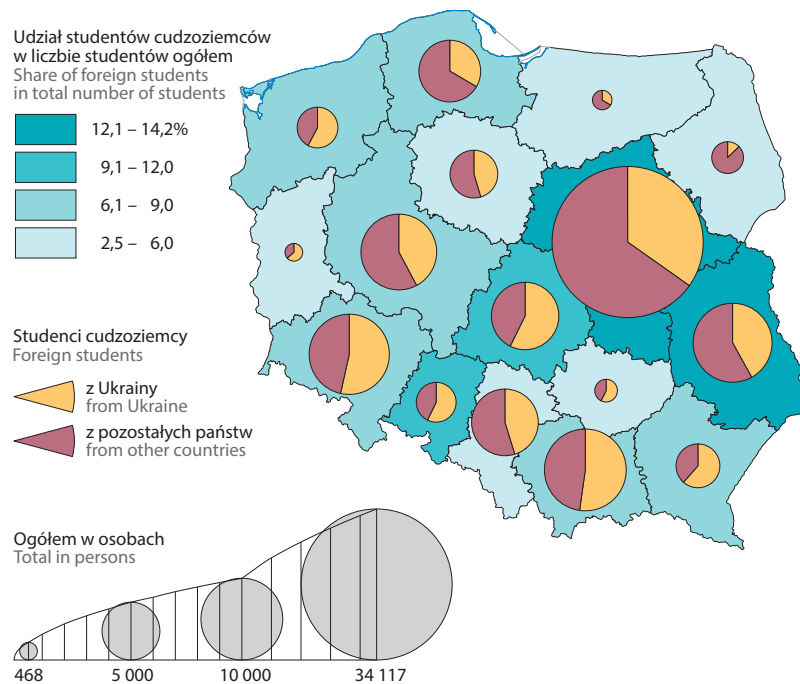 Udział studentów cudzoziemców
w liczbie studentów ogółem
Share of foreign students
in total number of students
12,1 – 14,2%
9,1 – 12,0
6,1 – 9,0
2,5 – 6,0
Studenci cudzoziemcy
Foreign students
z Ukrainy
from Ukraine
z pozostałych państw
from other countries
Ogółem w osobach
Total in persons
468 5 000 10 000 34 117